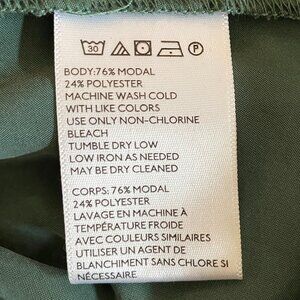 30 P
BODY:76% MODAL
24% POLYESTER
MACHINE WASH COLD
WITH LIKE COLORS
USE ONLY NON-CHLORINE
BLEACH
TUMBLE DRY LOW
LOW IRON AS NEEDED
MAY BE DRY CLEANED
CORPS: 76% MODAL
24% POLYESTER
LAVAGE EN MACHINE À
TEMPÉRATURE FROIDE
AVEC COULEURS SIMILAIRES
UTILISER UN AGENT DE
BLANCHIMENT SANS CHLORE SI
NÉCESSAIRE